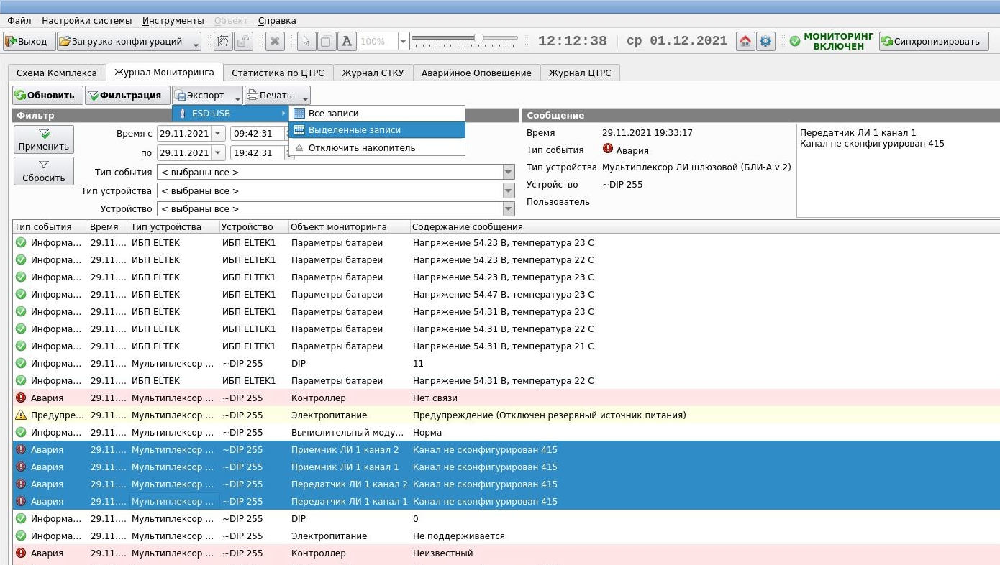 Файл Настройки системы Инструменты Объект Справка
Выход Загрузка конфигураций A 100% 12:12:38 ср 01.12.2021 МОНИТОРИНГ ВКЛЮЧЕН Синхронизировать
Схема Комплекса Журнал Мониторинга Статистика по ЦТРС Журнал СТКУ Аварийное Оповещение Журнал ЦТРС
Обновить Фильтрация Экспорт Печать
ESD-USB Все записи
Выделенные записи
Отключить накопитель
Фильтр
Применить
Сбросить
Время с 29.11.2021 09:42:31
по 29.11.2021 19:42:31
Тип события < выбраны все >
Тип устройства < выбраны все >
Устройство < выбраны все >
Сообщение
Время 29.11.2021 19:33:17
Тип события Авария
Тип устройства Мультиплексор ЛИ шлюзовой (БЛИ-А v.2)
Устройство ~DIP 255
Пользователь
Передатчик ЛИ 1 канал 1
Канал не сконфигурирован 415
Тип события Время Тип устройства Устройство Объект мониторинга Содержание сообщения
Информа... 29.11.... ИБП ELTEK ИБП ELTEK1 Параметры батареи Напряжение 54.23 В, температура 23 С
Информа... 29.11.... ИБП ELTEK ИБП ELTEK1 Параметры батареи Напряжение 54.23 В, температура 22 С
Информа... 29.11.... ИБП ELTEK ИБП ELTEK1 Параметры батареи Напряжение 54.23 В, температура 23 С
Информа... 29.11.... ИБП ELTEK ИБП ELTEK1 Параметры батареи Напряжение 54.47 В, температура 23 С
Информа... 29.11.... ИБП ELTEK ИБП ELTEK1 Параметры батареи Напряжение 54.31 В, температура 23 С
Информа... 29.11.... ИБП ELTEK ИБП ELTEK1 Параметры батареи Напряжение 54.31 В, температура 22 С
Информа... 29.11.... ИБП ELTEK ИБП ELTEK1 Параметры батареи Напряжение 54.31 В, температура 21 С
Информа... 29.11.... Мультиплексор ... ~DIP 255 DIP 11
Информа... 29.11.... ИБП ELTEK ИБП ELTEK1 Параметры батареи Напряжение 54.31 В, температура 22 С
Авария 29.11.... Мультиплексор ... ~DIP 255 Контроллер Нет связи
Предупре... 29.11.... Мультиплексор ... ~DIP 255 Электропитание Предупреждение (Отключен резервный источник питания)
Информа... 29.11.... Мультиплексор ... ~DIP 255 Вычислительный моду... Норма
Авария 29.11.... Мультиплексор ... ~DIP 255 Приемник ЛИ 1 канал 2 Канал не сконфигурирован 415
Авария 29.11.... Мультиплексор ... ~DIP 255 Приемник ЛИ 1 канал 1 Канал не сконфигурирован 415
Авария 29.11.... Мультиплексор ... ~DIP 255 Передатчик ЛИ 1 канал 2 Канал не сконфигурирован 415
Авария 29.11.... Мультиплексор ... ~DIP 255 Передатчик ЛИ 1 канал 1 Канал не сконфигурирован 415
Информа... 29.11.... Мультиплексор ... ~DIP 255 DIP 0
Информа... 29.11.... Мультиплексор ... ~DIP 255 Электропитание Не поддерживается
Авария 29.11.... Мультиплексор ... ~DIP 255 Контроллер Неизвестный